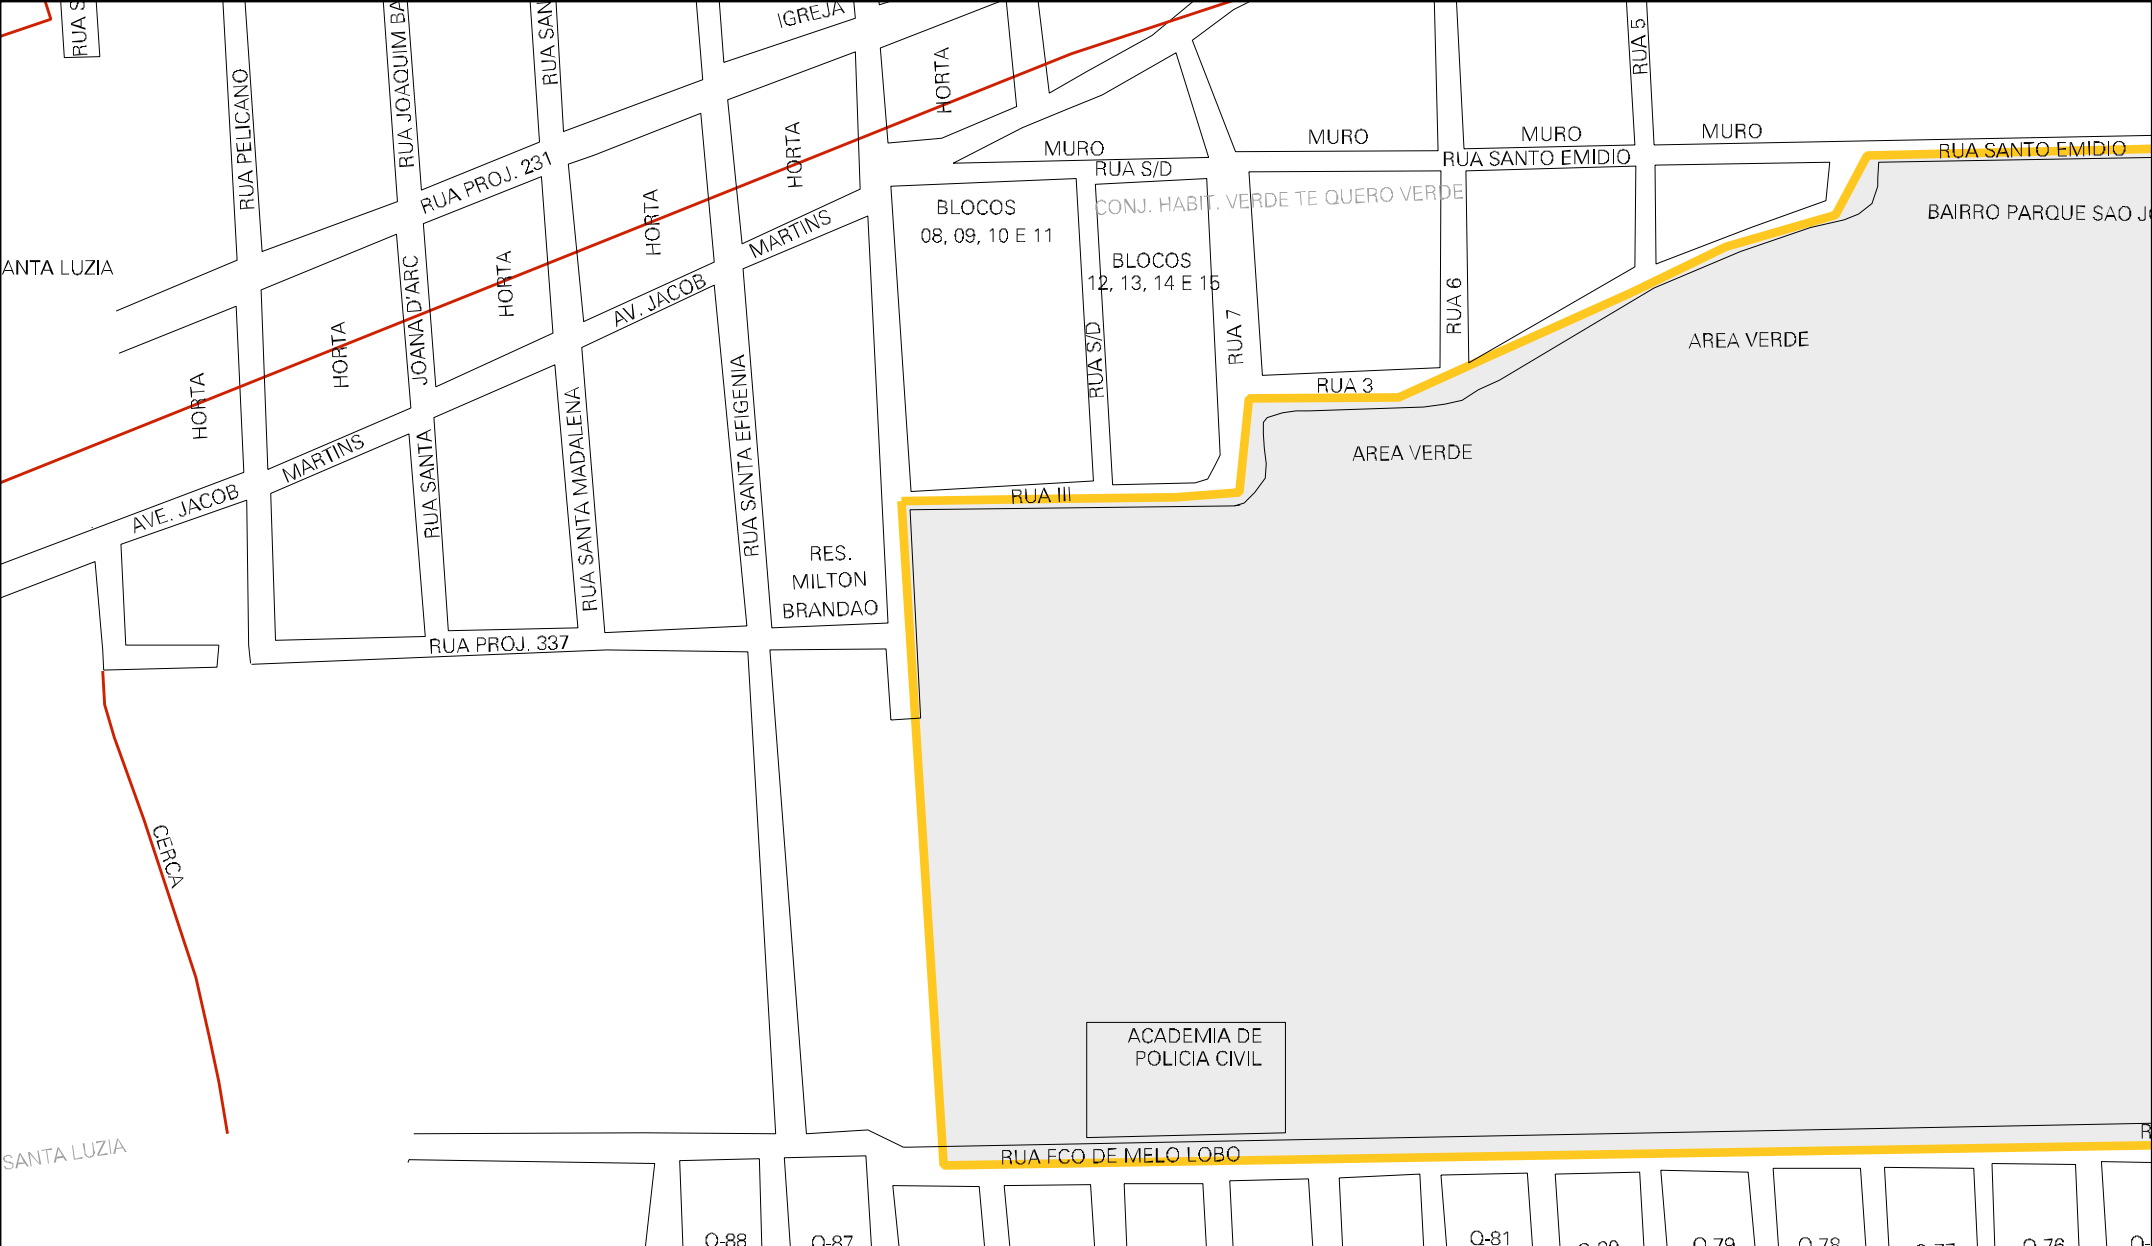 IGREJA
RUA S
RUA PELICANO
RUA JOAQUIM BA
RUA SAN
HORTA
RUA 5
MURO
MURO
MURO
MURO
RUA SANTO EMIDIO
RUA SANTO EMIDIO
RUA S/D
RUA PROJ. 231
HORTA
CONJ. HABIT. VERDE TE QUERO VERDE
BLOCOS
08, 09, 10 E 11
BAIRRO PARQUE SAO J
HORTA
MARTINS
ANTA LUZIA
BLOCOS
12, 13, 14 E 15
HORTA
AV. JACOB
JOANA D'ARC
RUA 6
RUA 7
AREA VERDE
HORTA
RUA S/D
RUA 3
HORTA
RUA SANTA EFIGENIA
RUA SANTA MADALENA
AREA VERDE
MARTINS
RUA SANTA
AVE. JACOB
RUA III
RES.
MILTON
BRANDAO
RUA PROJ. 337
CERCA
ACADEMIA DE
POLICIA CIVIL
SANTA LUZIA
RUA FCO DE MELO LOBO
R
Q-88
Q-87
Q-81
Q-79
Q-78
Q-76